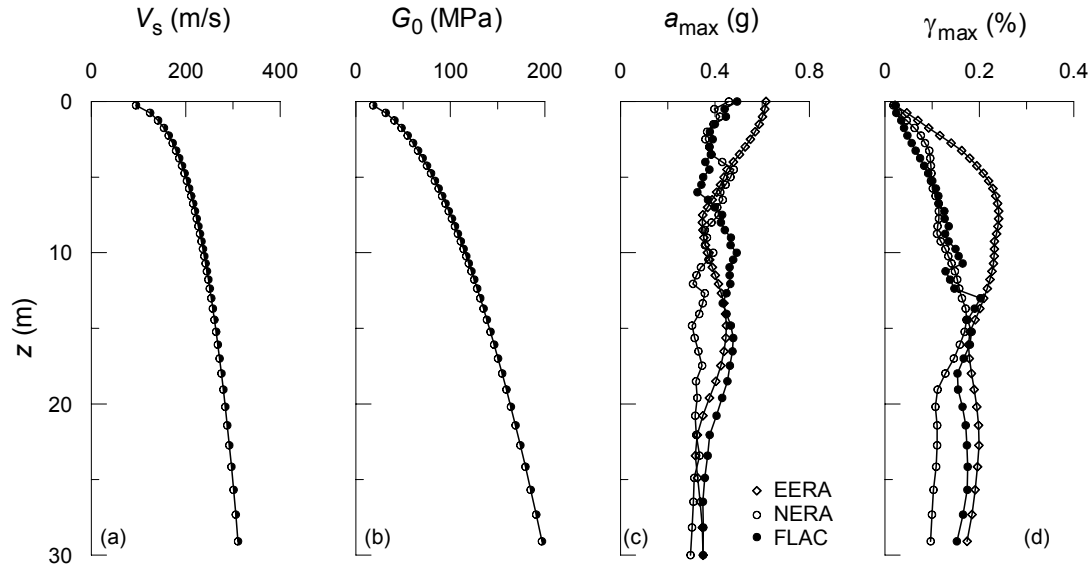 Vs (m/s) G0 (MPa) amax (g) γmax (%)
0 200 400 0 100 200 0 0.4 0.8 0 0.2 0.4
0
10
z (m)
20
EERA
NERA
FLAC
(a) (b) (c) (d)
30